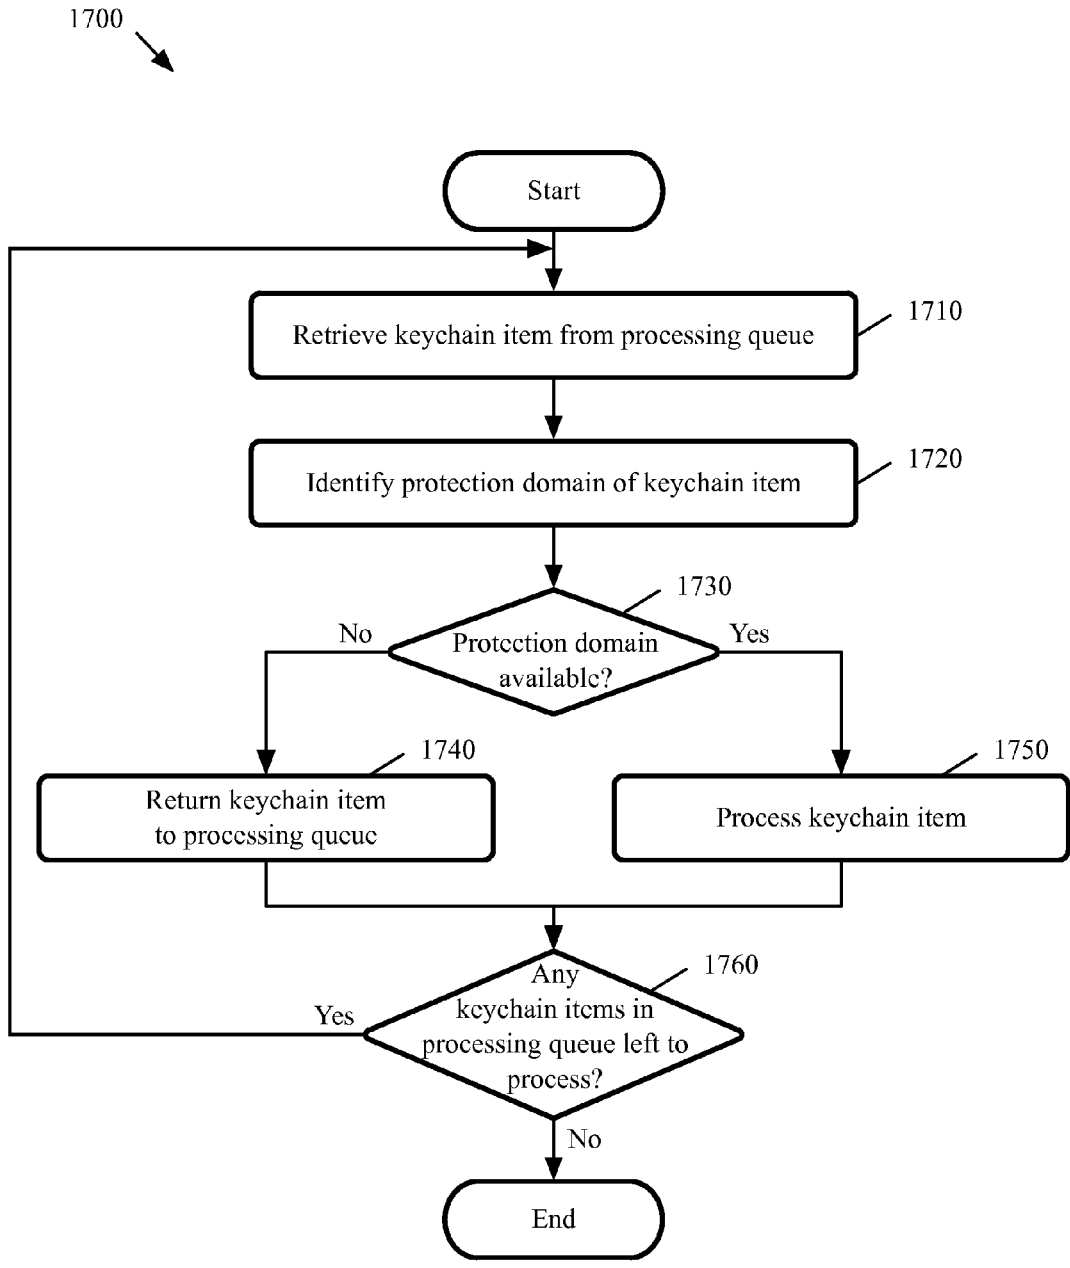 1700
Start
1710
Retrieve keychain item from processing queue
1720
Identify protection domain of keychain item
1730
No
Yes
Protection domain
available?
1740
1750
Return keychain item
to processing queue
Process keychain item
1760
Any
keychain items in
processing queue left to
process?
Yes
No
End